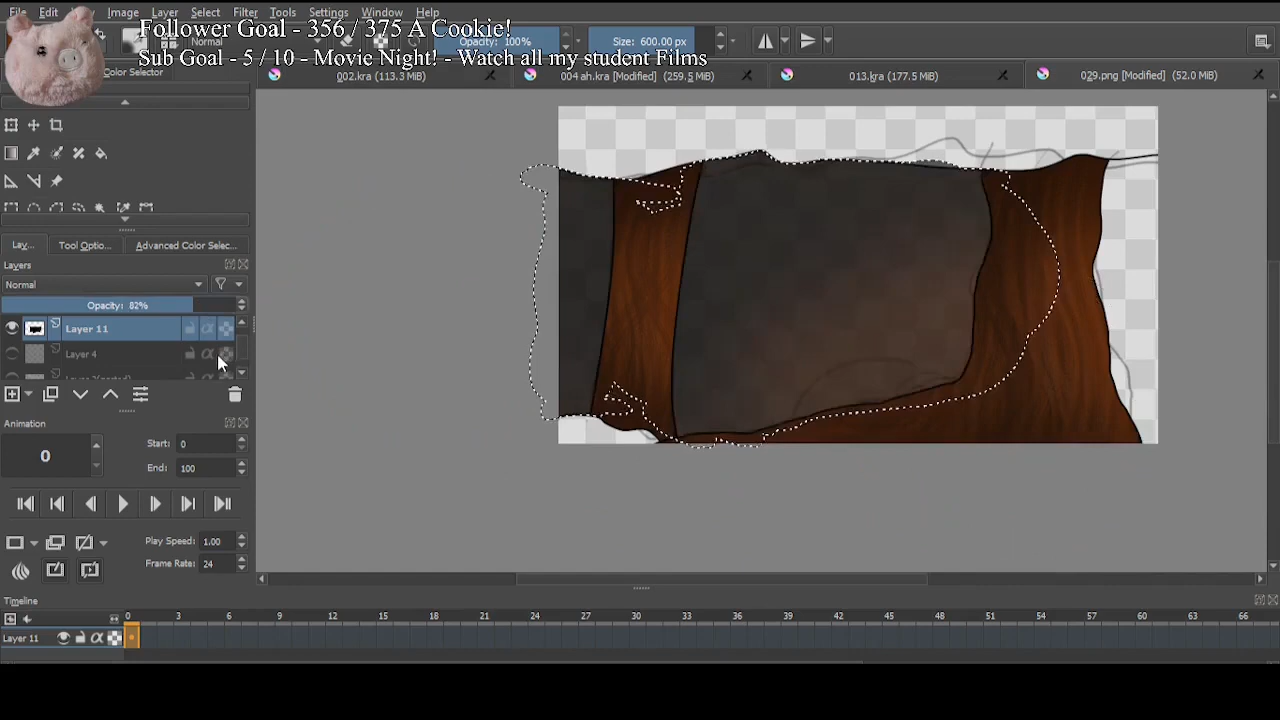 File Edit View Image Layer Select Filter Tools Settings Window Help
Follower Goal - 356 / 375 A Cookie!
Normal Opacity: 100% Size: 600.00 px
Sub Goal - 5 / 10 - Movie Night! - Watch all my student Films
Color Selector
002.kra (113.3 MB) 004 ah.kra [Modified] (259.5 MB) 013.kra (177.5 MB) 029.png [Modified] (52.0 MB)
Lay... Tool Optio... Advanced Color Selec...
Layers
Normal
Opacity: 82%
Layer 11
Layer 4
Animation
0 Start: 0
End: 100
Play Speed: 1.00
Frame Rate: 24
Timeline
0 3 6 9 12 15 18 21 24 27 30 33 36 39 42 45 48 51 54 57 60 63 66
Layer 11